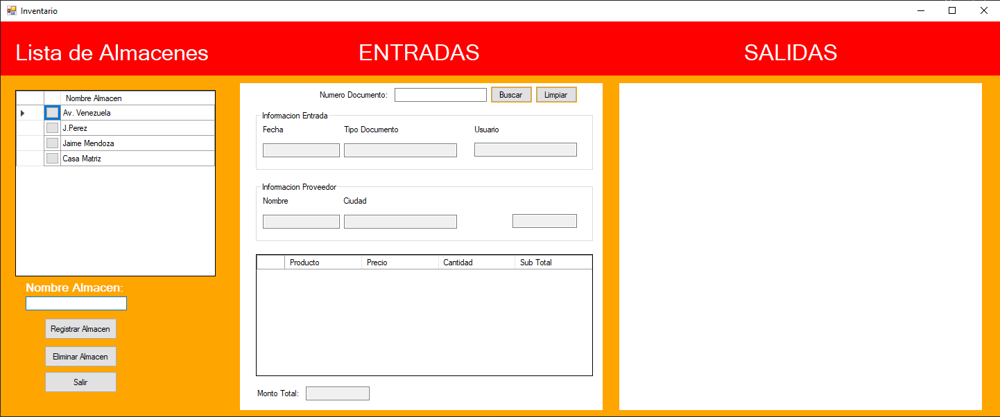 Inventario
Lista de Almacenes
ENTRADAS
SALIDAS
Nombre Almacen
Av. Venezuela
J.Perez
Jaime Mendoza
Casa Matriz
Nombre Almacen:
Registrar Almacen
Eliminar Almacen
Salir
Numero Documento:
Buscar
Limpiar
Informacion Entrada
Fecha
Tipo Documento
Usuario
Informacion Proveedor
Nombre
Ciudad
Producto
Precio
Cantidad
Sub Total
Monto Total: